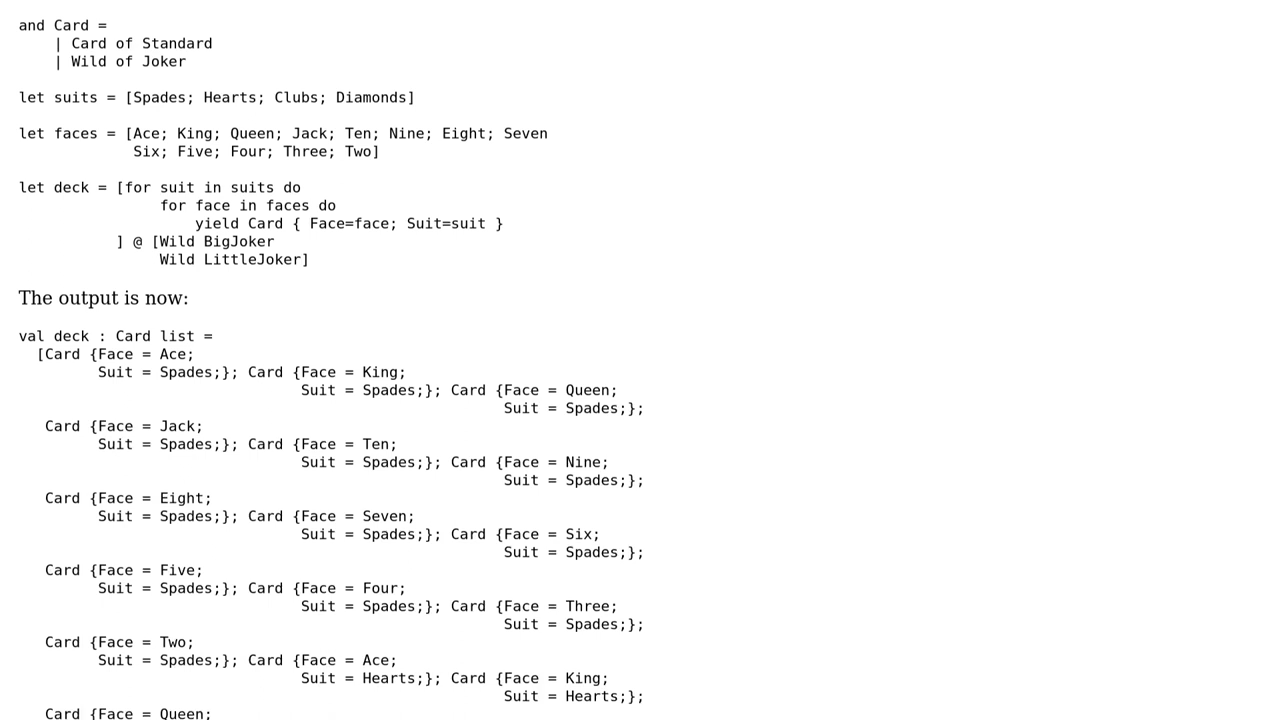 and Card =
    | Card of Standard
    | Wild of Joker
let suits = [Spades; Hearts; Clubs; Diamonds]
let faces = [Ace; King; Queen; Jack; Ten; Nine; Eight; Seven
             Six; Five; Four; Three; Two]
let deck = [for suit in suits do
                for face in faces do
                    yield Card { Face=face; Suit=suit }
           ] @ [Wild BigJoker
                Wild LittleJoker]
The output is now:
val deck : Card list =
  [Card {Face = Ace;
         Suit = Spades;}; Card {Face = King;
                                Suit = Spades;}; Card {Face = Queen;
                                                       Suit = Spades;};
   Card {Face = Jack;
         Suit = Spades;}; Card {Face = Ten;
                                Suit = Spades;}; Card {Face = Nine;
                                                       Suit = Spades;};
   Card {Face = Eight;
         Suit = Spades;}; Card {Face = Seven;
                                Suit = Spades;}; Card {Face = Six;
                                                       Suit = Spades;};
   Card {Face = Five;
         Suit = Spades;}; Card {Face = Four;
                                Suit = Spades;}; Card {Face = Three;
                                                       Suit = Spades;};
   Card {Face = Two;
         Suit = Spades;}; Card {Face = Ace;
                                Suit = Hearts;}; Card {Face = King;
                                                       Suit = Hearts;};
   Card {Face = Queen;